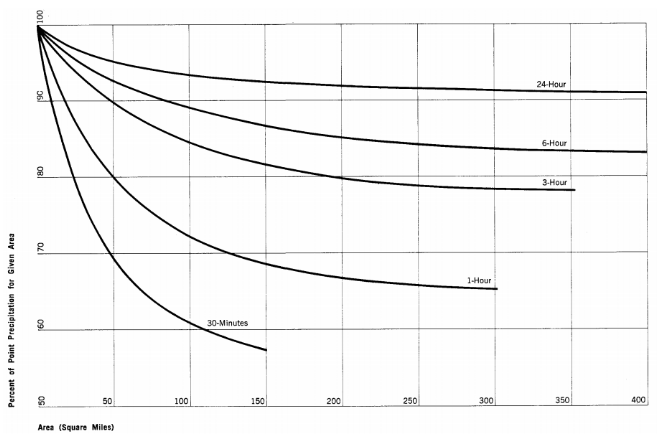 100
90
80
70
60
50
24-Hour
6-Hour
3-Hour
1-Hour
30-Minutes
Percent of Point Precipitation for Given Area
50 100 150 200 250 300 350 400
Area (Square Miles)